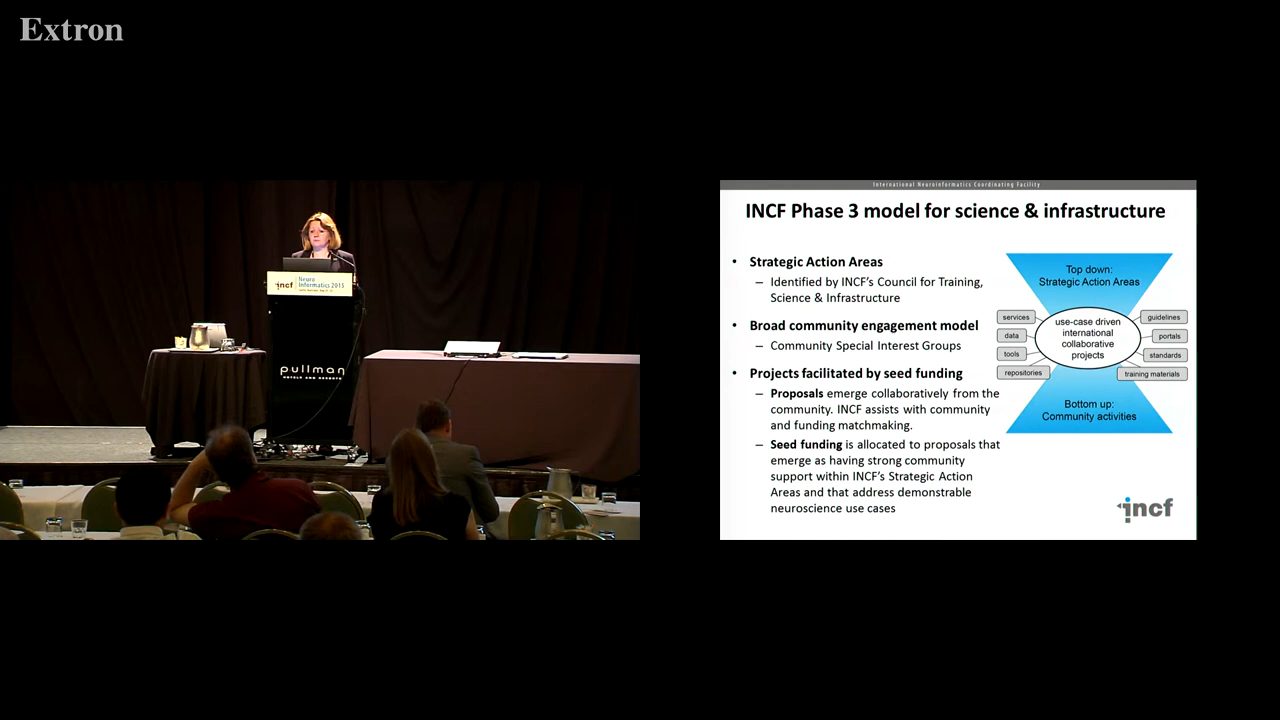 Extron
incf
Neuro
Informatics 2015
pullman
HOTELS AND RESORTS
International Neuroinformatics Coordinating Facility
INCF Phase 3 model for science & infrastructure
• Strategic Action Areas
– Identified by INCF's Council for Training,
Science & Infrastructure
• Broad community engagement model
– Community Special Interest Groups
• Projects facilitated by seed funding
– Proposals emerge collaboratively from the
community. INCF assists with community
and funding matchmaking.
– Seed funding is allocated to proposals that
emerge as having strong community
support within INCF's Strategic Action
Areas and that address demonstrable
neuroscience use cases
Top down:
Strategic Action Areas
services
data
tools
repositories
use-case driven
international
collaborative
projects
guidelines
portals
standards
training materials
Bottom up:
Community activities
incf